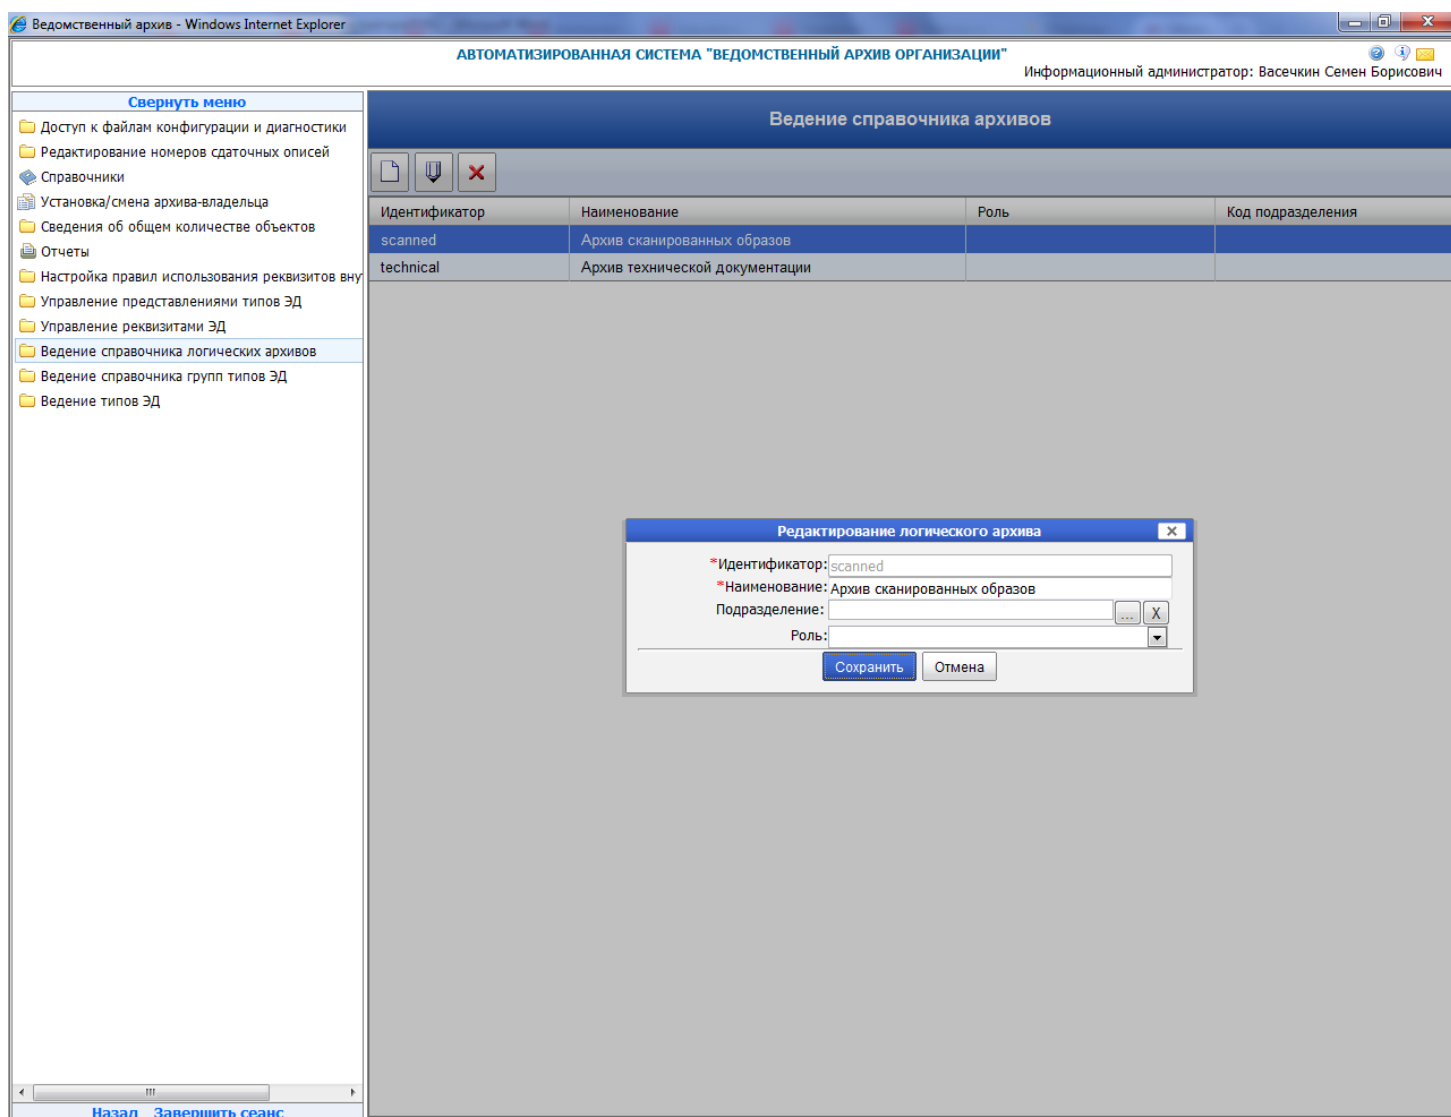 Ведомственный архив - Windows Internet Explorer
АВТОМАТИЗИРОВАННАЯ СИСТЕМА "ВЕДОМСТВЕННЫЙ АРХИВ ОРГАНИЗАЦИИ"
Информационный администратор: Васечкин Семен Борисович
Свернуть меню
Доступ к файлам конфигурации и диагностики
Редактирование номеров сдаточных описей
Справочники
Установка/смена архива-владельца
Сведения об общем количестве объектов
Отчеты
Настройка правил использования реквизитов вну
Управление представлениями типов ЭД
Управление реквизитами ЭД
Ведение справочника логических архивов
Ведение справочника групп типов ЭД
Ведение типов ЭД
Назад Завершить сеанс
Ведение справочника архивов
Идентификатор Наименование Роль Код подразделения
scanned Архив сканированных образов
technical Архив технической документации
Редактирование логического архива
*Идентификатор: scanned
*Наименование: Архив сканированных образов
Подразделение: ... X
Роль:
Сохранить Отмена